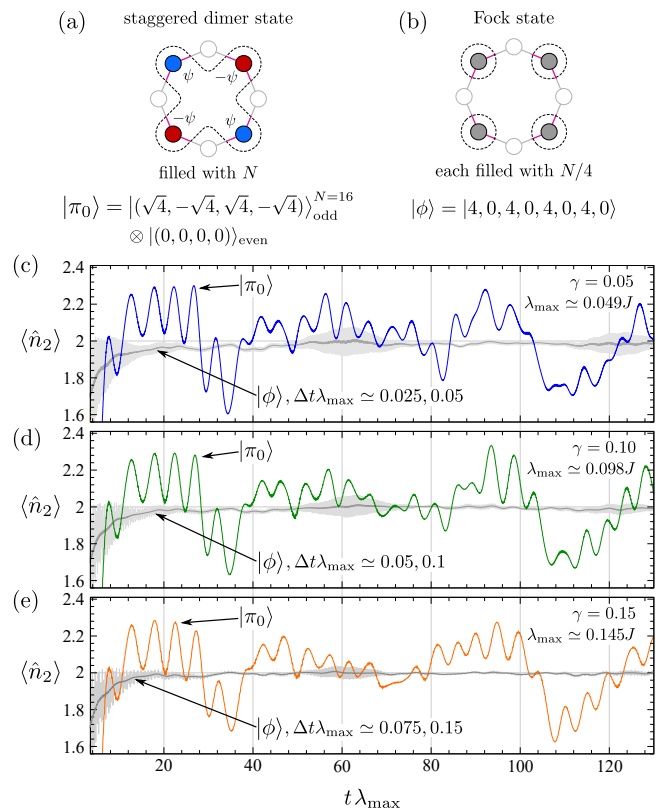 (a) staggered dimer state
ψ
−ψ
−ψ
ψ
filled with N
|π₀⟩ = |(√4, −√4, √4, −√4)⟩ᴺ⁼¹⁶ odd
⊗ |(0, 0, 0, 0)⟩ even
(b) Fock state
each filled with N/4
|ϕ⟩ = |4, 0, 4, 0, 4, 0, 4, 0⟩
(c)
⟨n̂₂⟩
2.4
2.2
2
1.8
1.6
|π₀⟩
γ = 0.05
λmax ≃ 0.049J
|ϕ⟩, Δtλmax ≃ 0.025, 0.05
(d)
⟨n̂₂⟩
2.4
2.2
2
1.8
1.6
|π₀⟩
γ = 0.10
λmax ≃ 0.098J
|ϕ⟩, Δtλmax ≃ 0.05, 0.1
(e)
⟨n̂₂⟩
2.4
2.2
2
1.8
1.6
|π₀⟩
γ = 0.15
λmax ≃ 0.145J
|ϕ⟩, Δtλmax ≃ 0.075, 0.15
20 40 60 80 100 120
t λmax